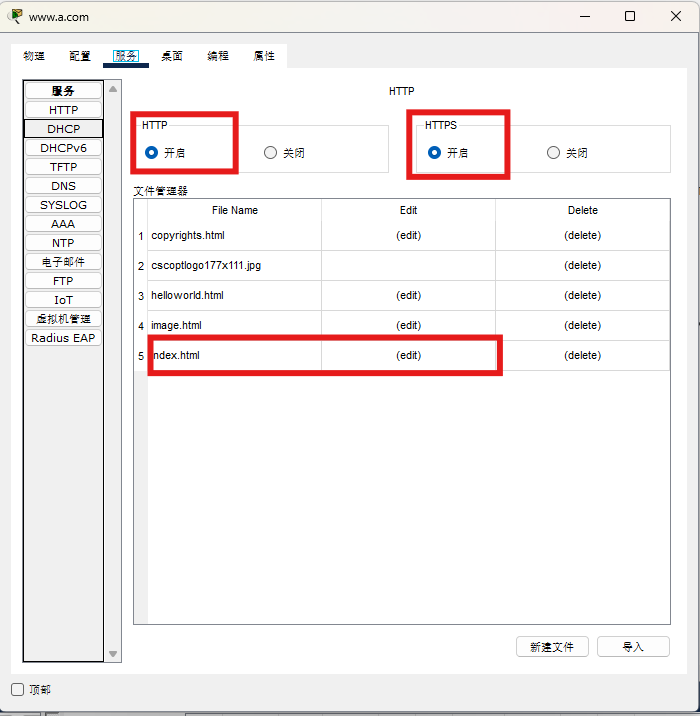 www.a.com
物理 配置 服务 桌面 编程 属性
服务
HTTP
DHCP
DHCPv6
TFTP
DNS
SYSLOG
AAA
NTP
电子邮件
FTP
IoT
虚拟机管理
Radius EAP
HTTP
HTTP
开启 关闭
HTTPS
开启 关闭
文件管理器
File Name Edit Delete
1 copyrights.html (edit) (delete)
2 cscoptlogo177x111.jpg (delete)
3 helloworld.html (edit) (delete)
4 image.html (edit) (delete)
5 index.html (edit) (delete)
新建文件 导入
顶部